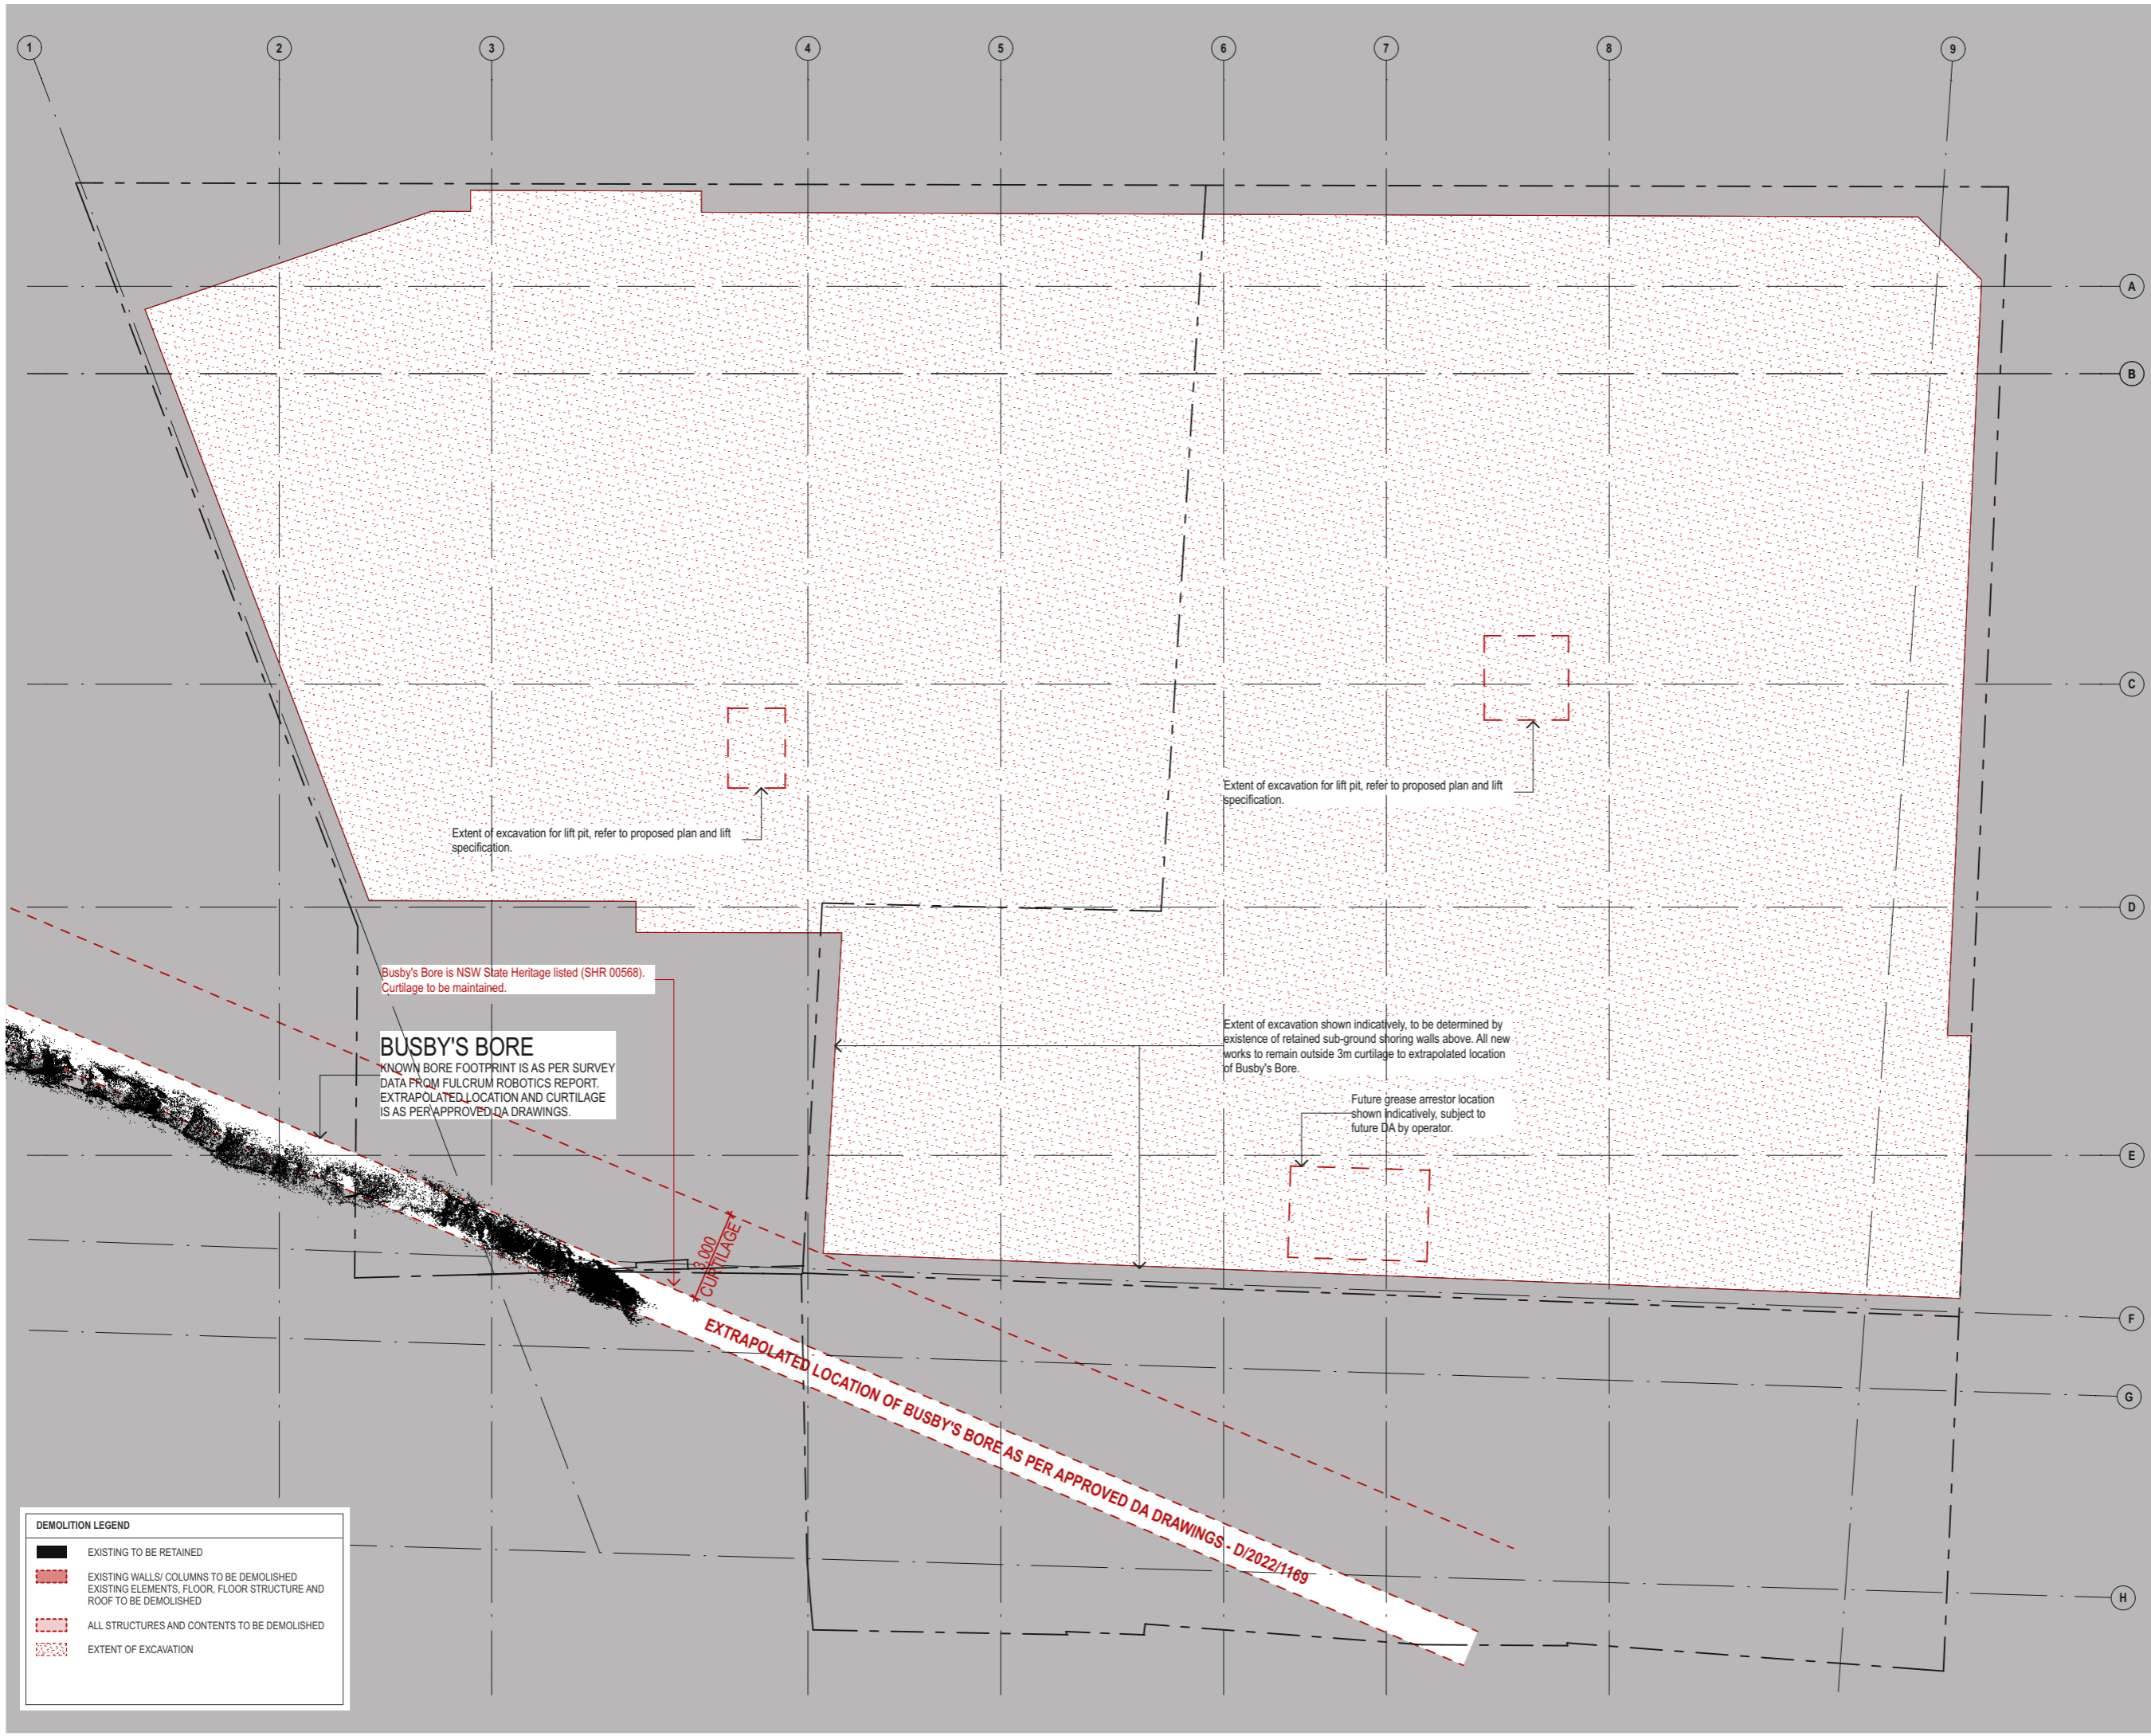 1 2 3 4 5 6 7 8 9
A
B
C
D
E
F
G
H
Extent of excavation for lift pit, refer to proposed plan and lift
specification.
Extent of excavation for lift pit, refer to proposed plan and lift
specification.
Busby's Bore is NSW State Heritage listed (SHR 00568).
Curtilage to be maintained.
BUSBY'S BORE
KNOWN BORE FOOTPRINT IS AS PER SURVEY
DATA FROM FULCRUM ROBOTICS REPORT.
EXTRAPOLATED LOCATION AND CURTILAGE
IS AS PER APPROVED DA DRAWINGS.
Extent of excavation shown indicatively, to be determined by
existence of retained sub-ground shoring walls above. All new
works to remain outside 3m curtilage to extrapolated location
of Busby's Bore.
Future grease arrestor location
shown indicatively, subject to
future DA by operator.
3,000
CURTILAGE
EXTRAPOLATED LOCATION OF BUSBY'S BORE AS PER APPROVED DA DRAWINGS - D/2022/1169
DEMOLITION LEGEND
EXISTING TO BE RETAINED
EXISTING WALLS/ COLUMNS TO BE DEMOLISHED
EXISTING ELEMENTS, FLOOR, FLOOR STRUCTURE AND
ROOF TO BE DEMOLISHED
ALL STRUCTURES AND CONTENTS TO BE DEMOLISHED
EXTENT OF EXCAVATION